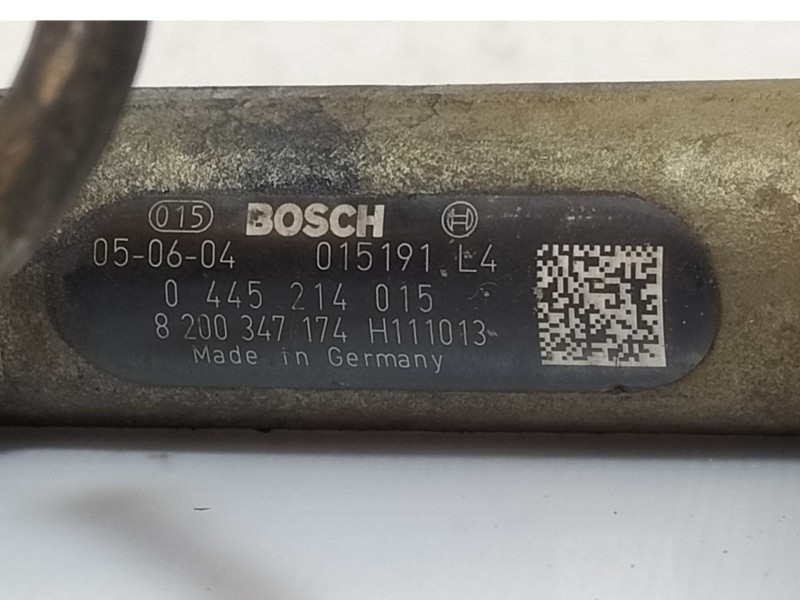 015 BOSCH
05-06-04 015191 L4
0 445 214 015
8 200 347 174 H111013
Made in Germany